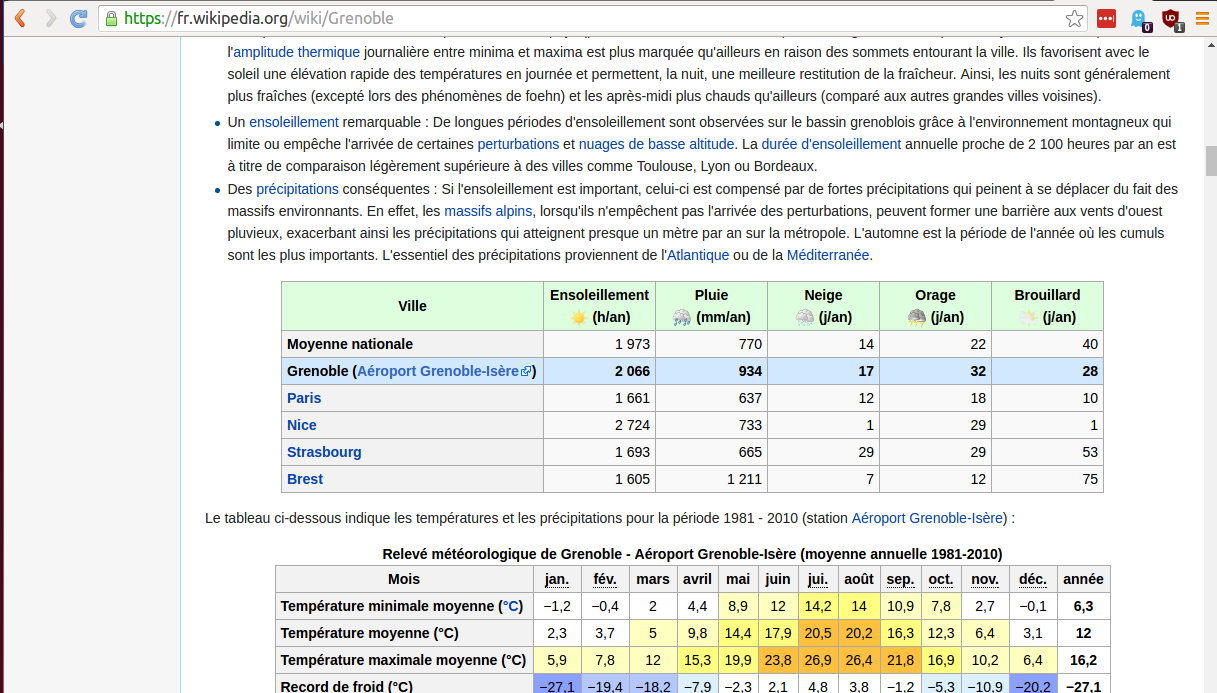 https://fr.wikipedia.org/wiki/Grenoble
0
1
l'amplitude thermique journalière entre minima et maxima est plus marquée qu'ailleurs en raison des sommets entourant la ville. Ils favorisent avec le
soleil une élévation rapide des températures en journée et permettent, la nuit, une meilleure restitution de la fraîcheur. Ainsi, les nuits sont généralement
plus fraîches (excepté lors des phénomènes de foehn) et les après-midi plus chauds qu'ailleurs (comparé aux autres grandes villes voisines).
Un ensoleillement remarquable : De longues périodes d'ensoleillement sont observées sur le bassin grenoblois grâce à l'environnement montagneux qui
limite ou empêche l'arrivée de certaines perturbations et nuages de basse altitude. La durée d'ensoleillement annuelle proche de 2 100 heures par an est
à titre de comparaison légèrement supérieure à des villes comme Toulouse, Lyon ou Bordeaux.
Des précipitations conséquentes : Si l'ensoleillement est important, celui-ci est compensé par de fortes précipitations qui peinent à se déplacer du fait des
massifs environnants. En effet, les massifs alpins, lorsqu'ils n'empêchent pas l'arrivée des perturbations, peuvent former une barrière aux vents d'ouest
pluvieux, exacerbant ainsi les précipitations qui atteignent presque un mètre par an sur la métropole. L'automne est la période de l'année où les cumuls
sont les plus importants. L'essentiel des précipitations proviennent de l'Atlantique ou de la Méditerranée.
Ville Ensoleillement (h/an) Pluie (mm/an) Neige (j/an) Orage (j/an) Brouillard (j/an)
Moyenne nationale 1 973 770 14 22 40
Grenoble (Aéroport Grenoble-Isère) 2 066 934 17 32 28
Paris 1 661 637 12 18 10
Nice 2 724 733 1 29 1
Strasbourg 1 693 665 29 29 53
Brest 1 605 1 211 7 12 75
Le tableau ci-dessous indique les températures et les précipitations pour la période 1981 - 2010 (station Aéroport Grenoble-Isère) :
Relevé météorologique de Grenoble - Aéroport Grenoble-Isère (moyenne annuelle 1981-2010)
Mois jan. fév. mars avril mai juin jui. août sep. oct. nov. déc. année
Température minimale moyenne (°C) −1,2 −0,4 2 4,4 8,9 12 14,2 14 10,9 7,8 2,7 −0,1 6,3
Température moyenne (°C) 2,3 3,7 5 9,8 14,4 17,9 20,5 20,2 16,3 12,3 6,4 3,1 12
Température maximale moyenne (°C) 5,9 7,8 12 15,3 19,9 23,8 26,9 26,4 21,8 16,9 10,2 6,4 16,2
Record de froid (°C) −27,1 −19,4 −18,2 −7,9 −2,3 2,1 4,8 3,8 −1,2 −5,3 −10,9 −20,2 −27,1